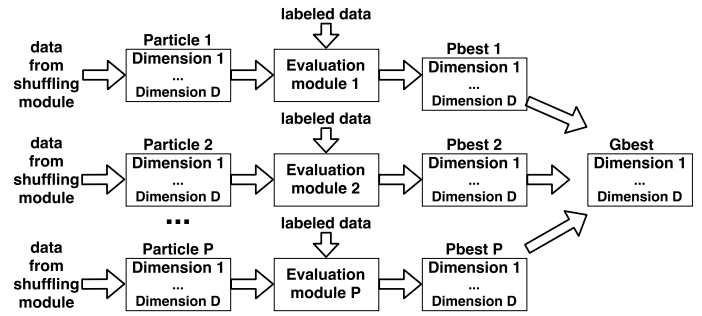 labeled data
data
from
shuffling
module
Particle 1
Dimension 1
...
Dimension D
Evaluation
module 1
Pbest 1
Dimension 1
...
Dimension D
labeled data
data
from
shuffling
module
Particle 2
Dimension 1
...
Dimension D
Evaluation
module 2
Pbest 2
Dimension 1
...
Dimension D
Gbest
Dimension 1
...
Dimension D
...
labeled data
data
from
shuffling
module
Particle P
Dimension 1
...
Dimension D
Evaluation
module P
Pbest P
Dimension 1
...
Dimension D